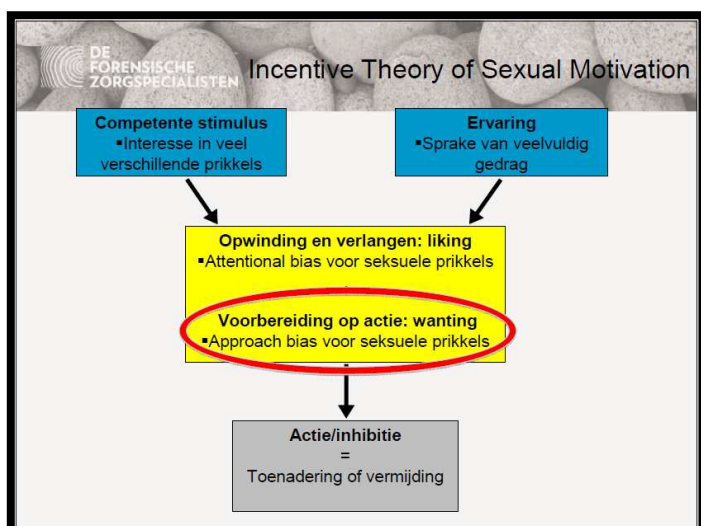 DE
FORENSISCHE
ZORGSPECIALISTEN
Incentive Theory of Sexual Motivation
Competente stimulus
▪Interesse in veel
verschillende prikkels
Ervaring
▪Sprake van veelvuldig
gedrag
Opwinding en verlangen: liking
▪Attentional bias voor seksuele prikkels
Voorbereiding op actie: wanting
▪Approach bias voor seksuele prikkels
Actie/inhibitie
=
Toenadering of vermijding